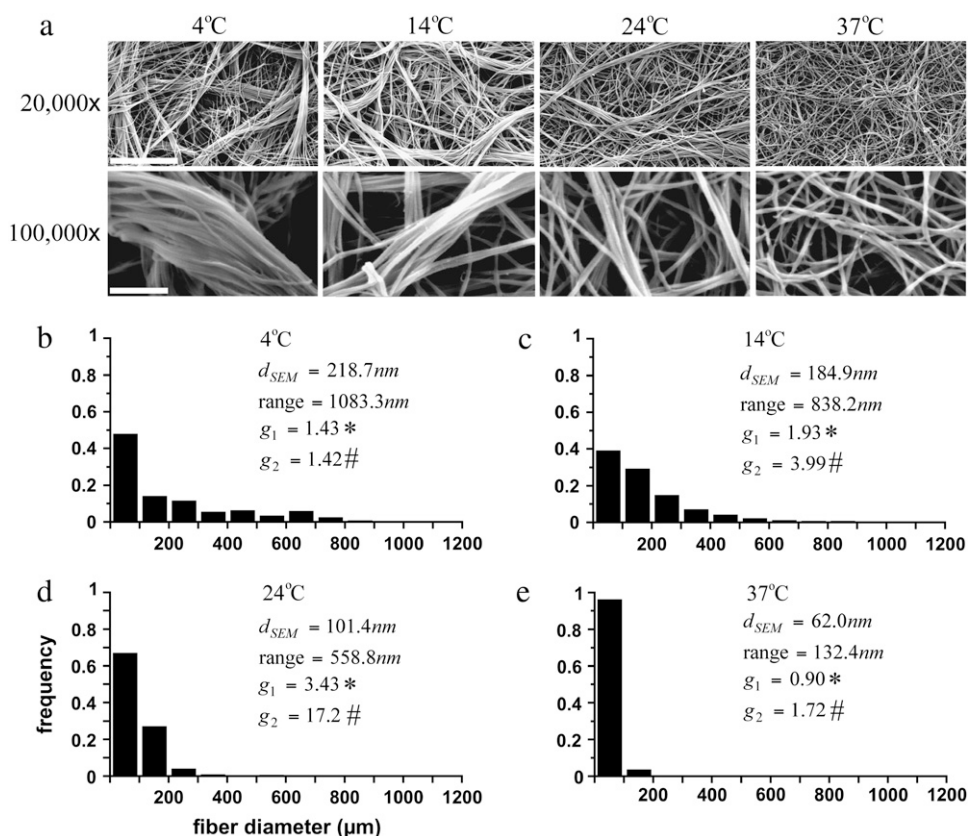 a
4°C 14°C 24°C 37°C
20,000x
100,000x
b
4°C
d_SEM = 218.7nm
range = 1083.3nm
g_1 = 1.43 *
g_2 = 1.42 #
1
0.8
0.6
0.4
0.2
0
200 400 600 800 1000 1200
c
14°C
d_SEM = 184.9nm
range = 838.2nm
g_1 = 1.93 *
g_2 = 3.99 #
1
0.8
0.6
0.4
0.2
0
200 400 600 800 1000 1200
d
24°C
d_SEM = 101.4nm
range = 558.8nm
g_1 = 3.43 *
g_2 = 17.2 #
1
0.8
0.6
0.4
0.2
0
200 400 600 800 1000 1200
frequency
fiber diameter (µm)
e
37°C
d_SEM = 62.0nm
range = 132.4nm
g_1 = 0.90 *
g_2 = 1.72 #
1
0.8
0.6
0.4
0.2
0
200 400 600 800 1000 1200